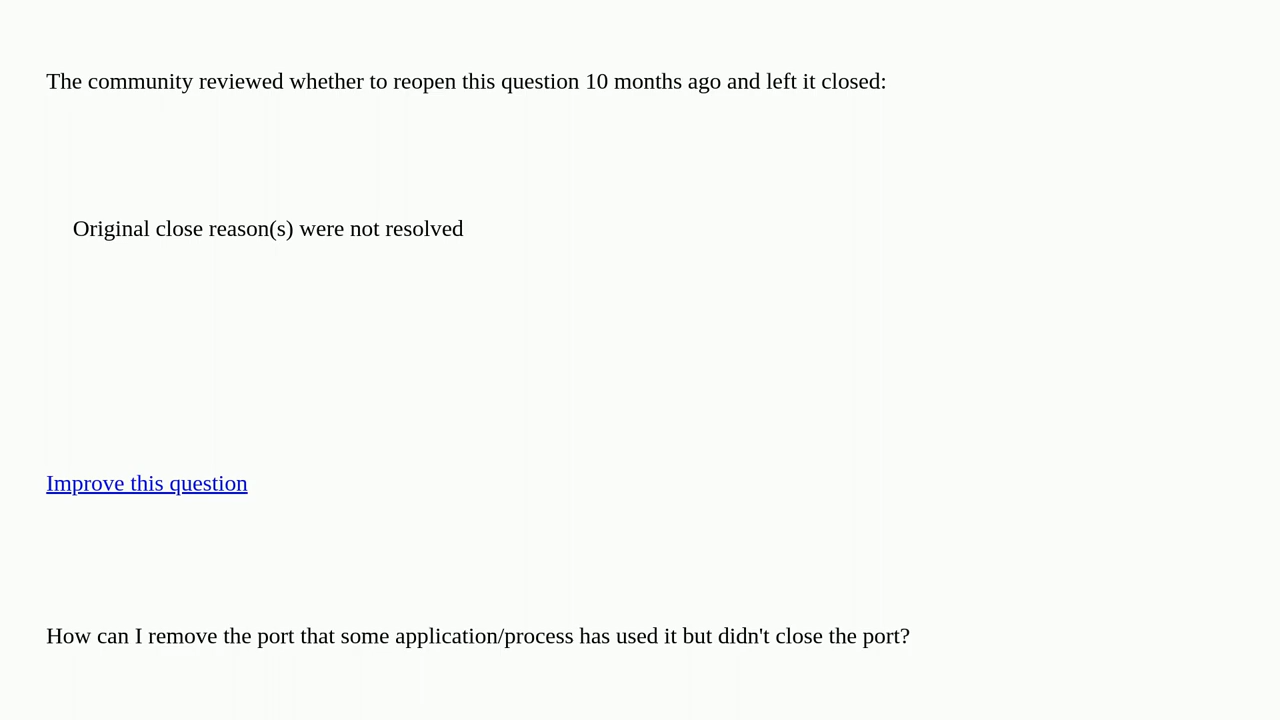 The community reviewed whether to reopen this question 10 months ago and left it closed:
Original close reason(s) were not resolved
Improve this question
How can I remove the port that some application/process has used it but didn't close the port?